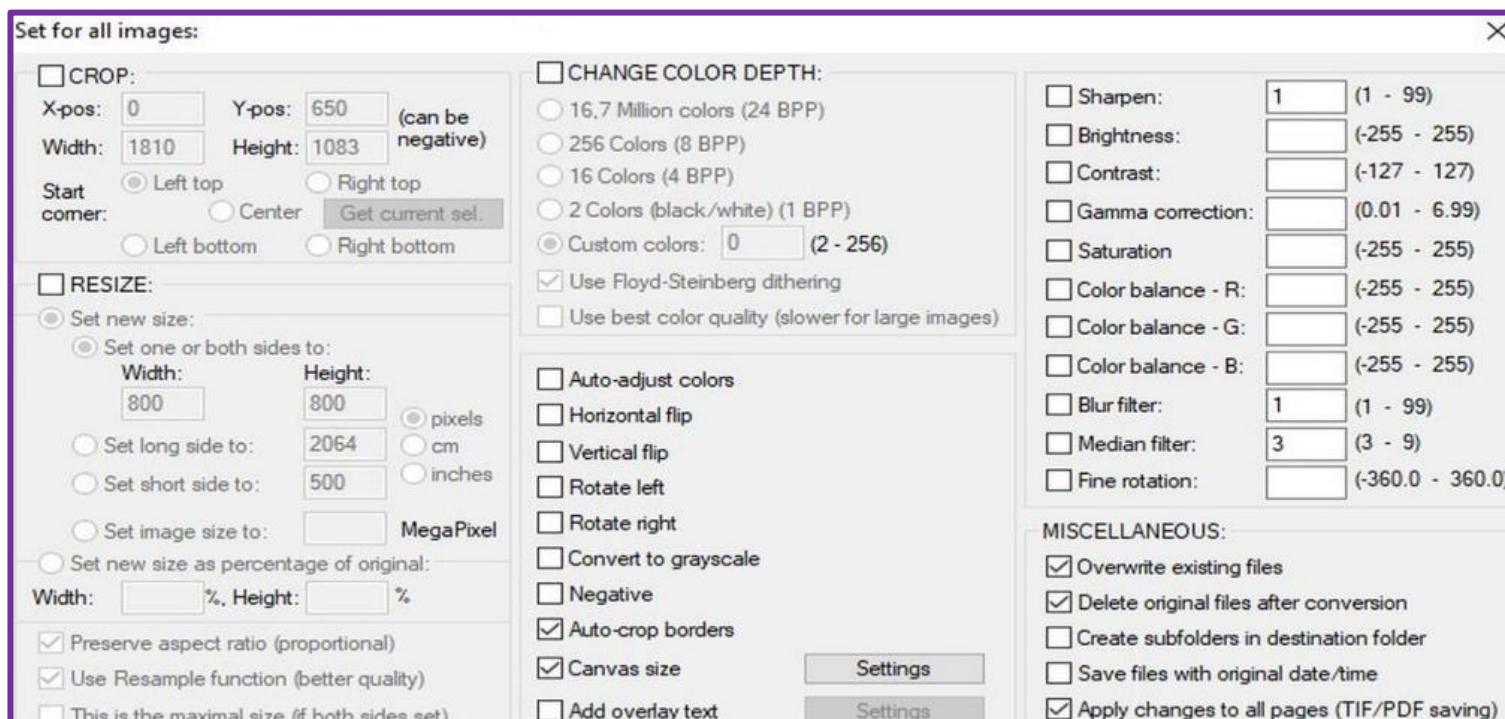 Set for all images:
CROP:
X-pos: 0 Y-pos: 650 (can be
Width: 1810 Height: 1083 negative)
Start
corner:
Left top Right top
Center Get current sel.
Left bottom Right bottom
RESIZE:
Set new size:
Set one or both sides to:
Width: Height:
800 800
pixels
Set long side to: 2064 cm
Set short side to: 500 inches
Set image size to: MegaPixel
Set new size as percentage of original:
Width: %, Height: %
Preserve aspect ratio (proportional)
Use Resample function (better quality)
This is the maximal size (if both sides set)
CHANGE COLOR DEPTH:
16,7 Million colors (24 BPP)
256 Colors (8 BPP)
16 Colors (4 BPP)
2 Colors (black/white) (1 BPP)
Custom colors: 0 (2 - 256)
Use Floyd-Steinberg dithering
Use best color quality (slower for large images)
Auto-adjust colors
Horizontal flip
Vertical flip
Rotate left
Rotate right
Convert to grayscale
Negative
Auto-crop borders
Canvas size Settings
Add overlay text Settings
Sharpen: 1 (1 - 99)
Brightness: (-255 - 255)
Contrast: (-127 - 127)
Gamma correction: (0.01 - 6.99)
Saturation (-255 - 255)
Color balance - R: (-255 - 255)
Color balance - G: (-255 - 255)
Color balance - B: (-255 - 255)
Blur filter: 1 (1 - 99)
Median filter: 3 (3 - 9)
Fine rotation: (-360.0 - 360.0)
MISCELLANEOUS:
Overwrite existing files
Delete original files after conversion
Create subfolders in destination folder
Save files with original date/time
Apply changes to all pages (TIF/PDF saving)